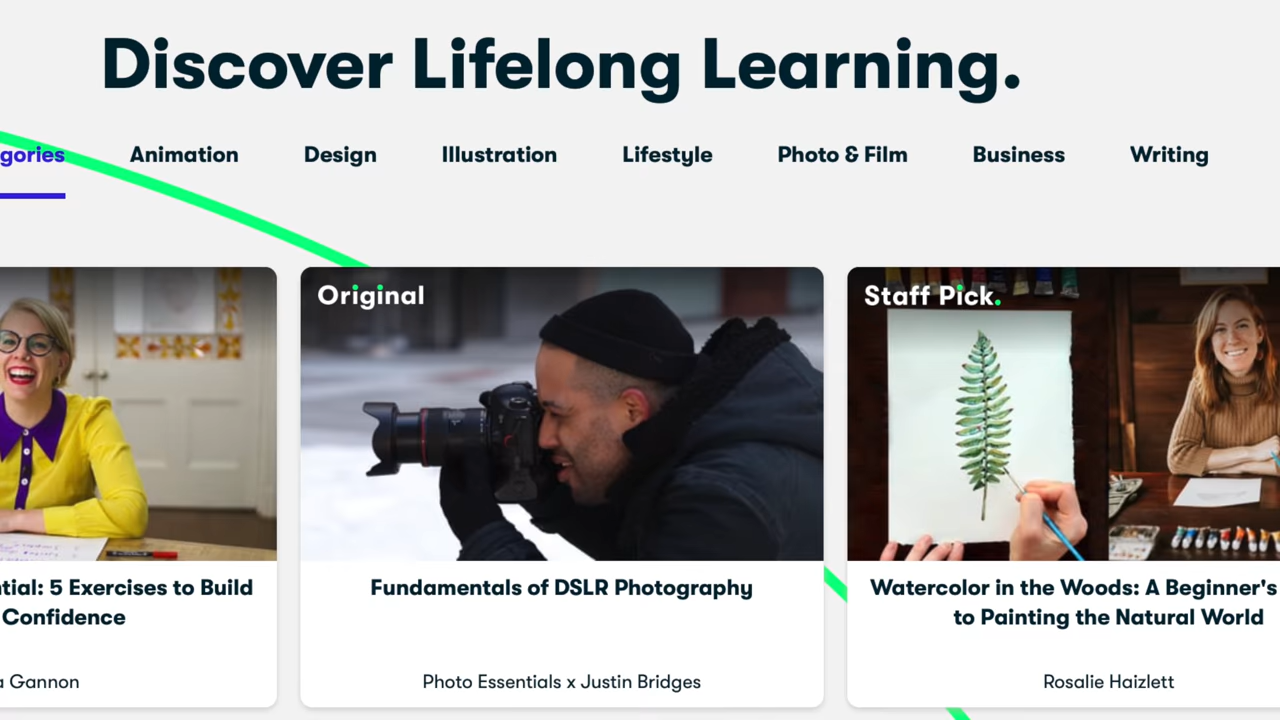 Discover Lifelong Learning.
gories Animation Design Illustration Lifestyle Photo & Film Business Writing
Original
Staff Pick.
ntial: 5 Exercises to Build
Confidence
Fundamentals of DSLR Photography
Watercolor in the Woods: A Beginner's
to Painting the Natural World
a Gannon
Photo Essentials x Justin Bridges
Rosalie Haizlett